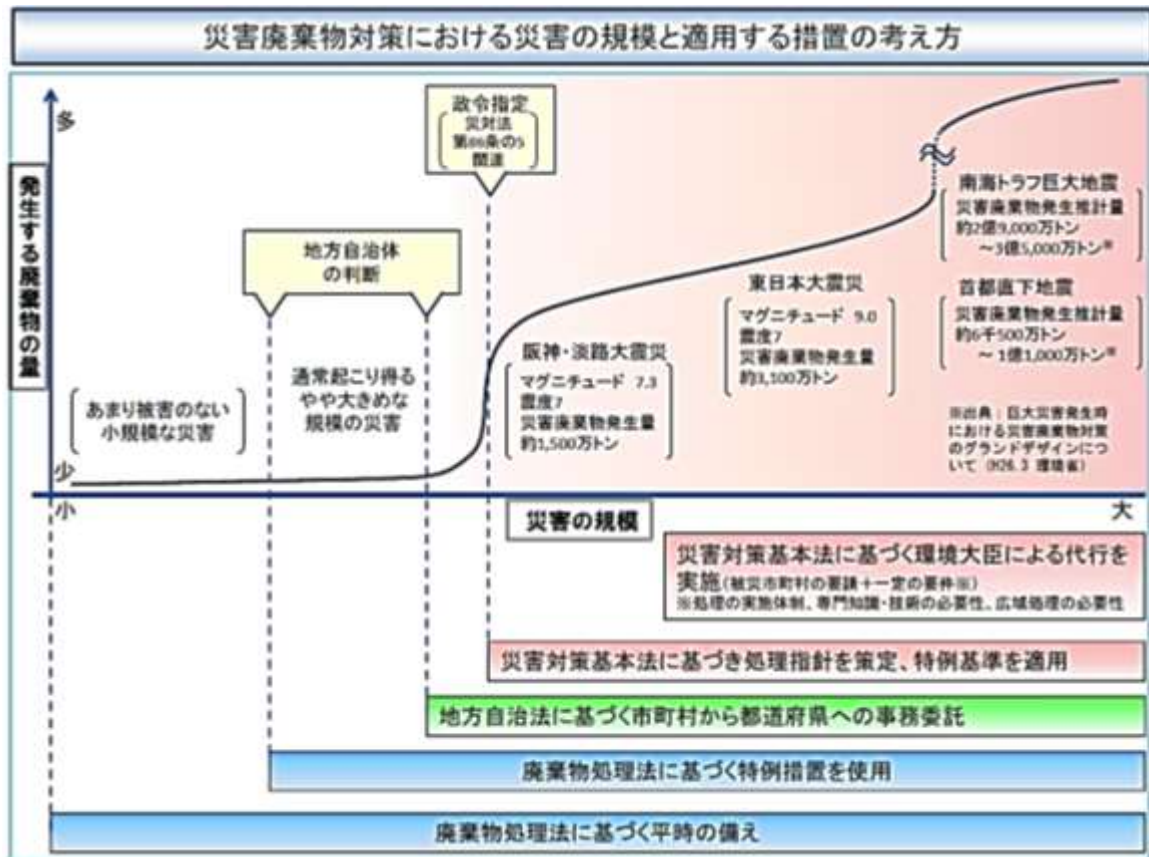 災害廃棄物対策における災害の規模と適用する措置の考え方
多
発生する廃棄物の量
少
小
政令指定
災対法
第86条の5
関連
地方自治体
の判断
あまり被害のない
小規模な災害
通常起こり得る
やや大きめな
規模の災害
阪神・淡路大震災
マグニチュード 7.3
震度7
災害廃棄物発生量
約1,500万トン
東日本大震災
マグニチュード 9.0
震度7
災害廃棄物発生量
約3,100万トン
南海トラフ巨大地震
災害廃棄物発生推計量
約2億9,000万トン
～3億5,000万トン※
首都直下地震
災害廃棄物発生推計量
約6千500万トン
～1億1,000万トン※
※出典：巨大災害発生時
における災害廃棄物対策
のグランドデザインにつ
いて（H26.3 環境省）
災害の規模
大
災害対策基本法に基づく環境大臣による代行を
実施(被災市町村の要請＋一定の要件※)
※処理の実施体制、専門知識・技術の必要性、広域処理の必要性
災害対策基本法に基づき処理指針を策定、特例基準を適用
地方自治法に基づく市町村から都道府県への事務委託
廃棄物処理法に基づく特例措置を使用
廃棄物処理法に基づく平時の備え